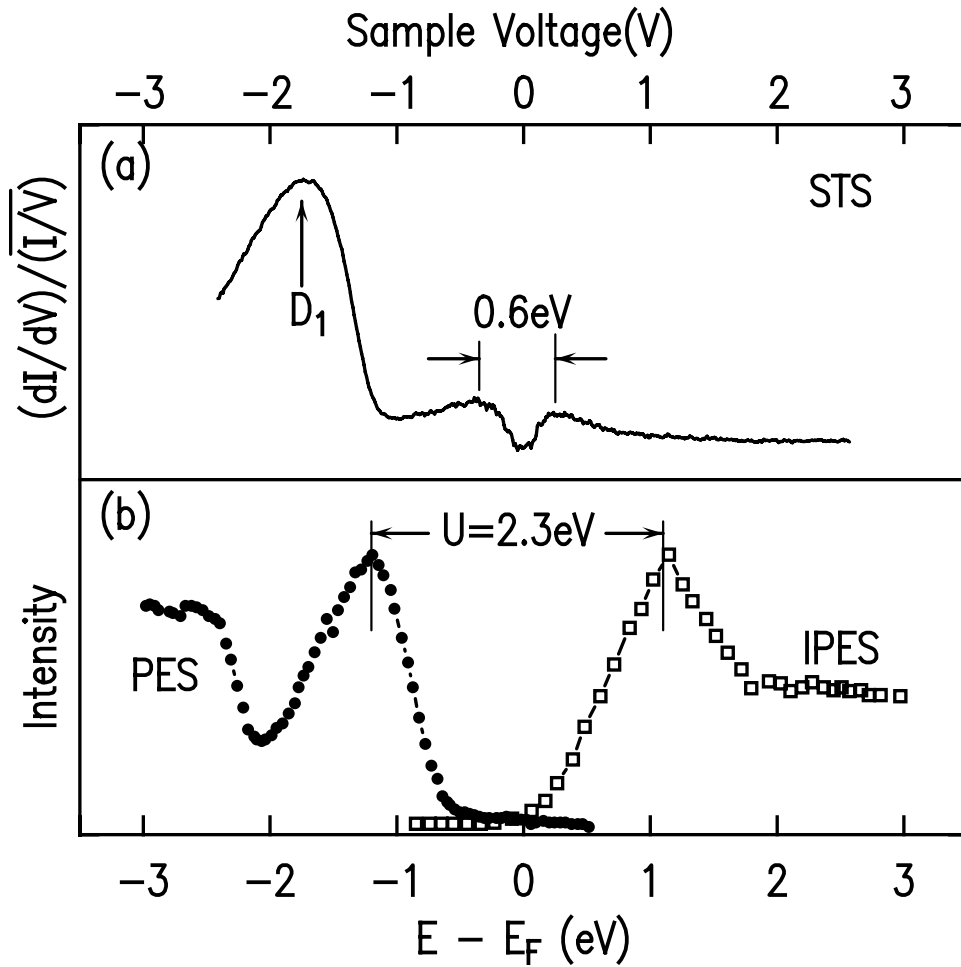 Sample Voltage(V)
−3 −2 −1 0 1 2 3
(a)
STS
(dI/dV)/(I/V)
D₁
0.6eV
(b)
U=2.3eV
PES
IPES
Intensity
−3 −2 −1 0 1 2 3
E − E_F (eV)